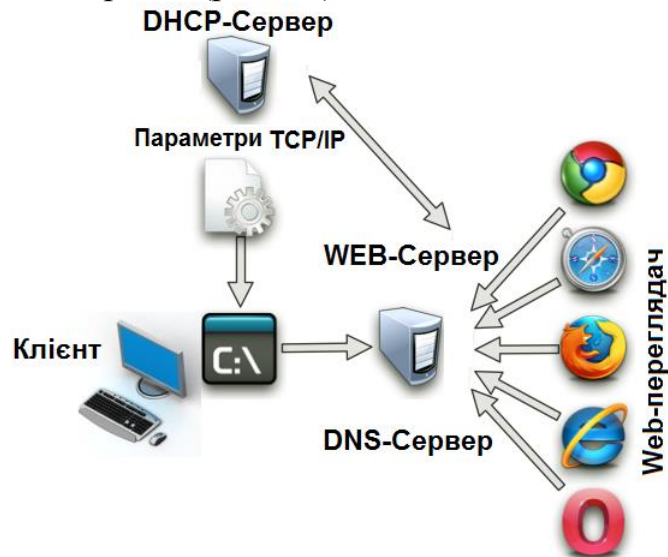 DHCP-Сервер
Параметри TCP/IP
WEB-Сервер
Клієнт
C:\
DNS-Сервер
Web-переглядач